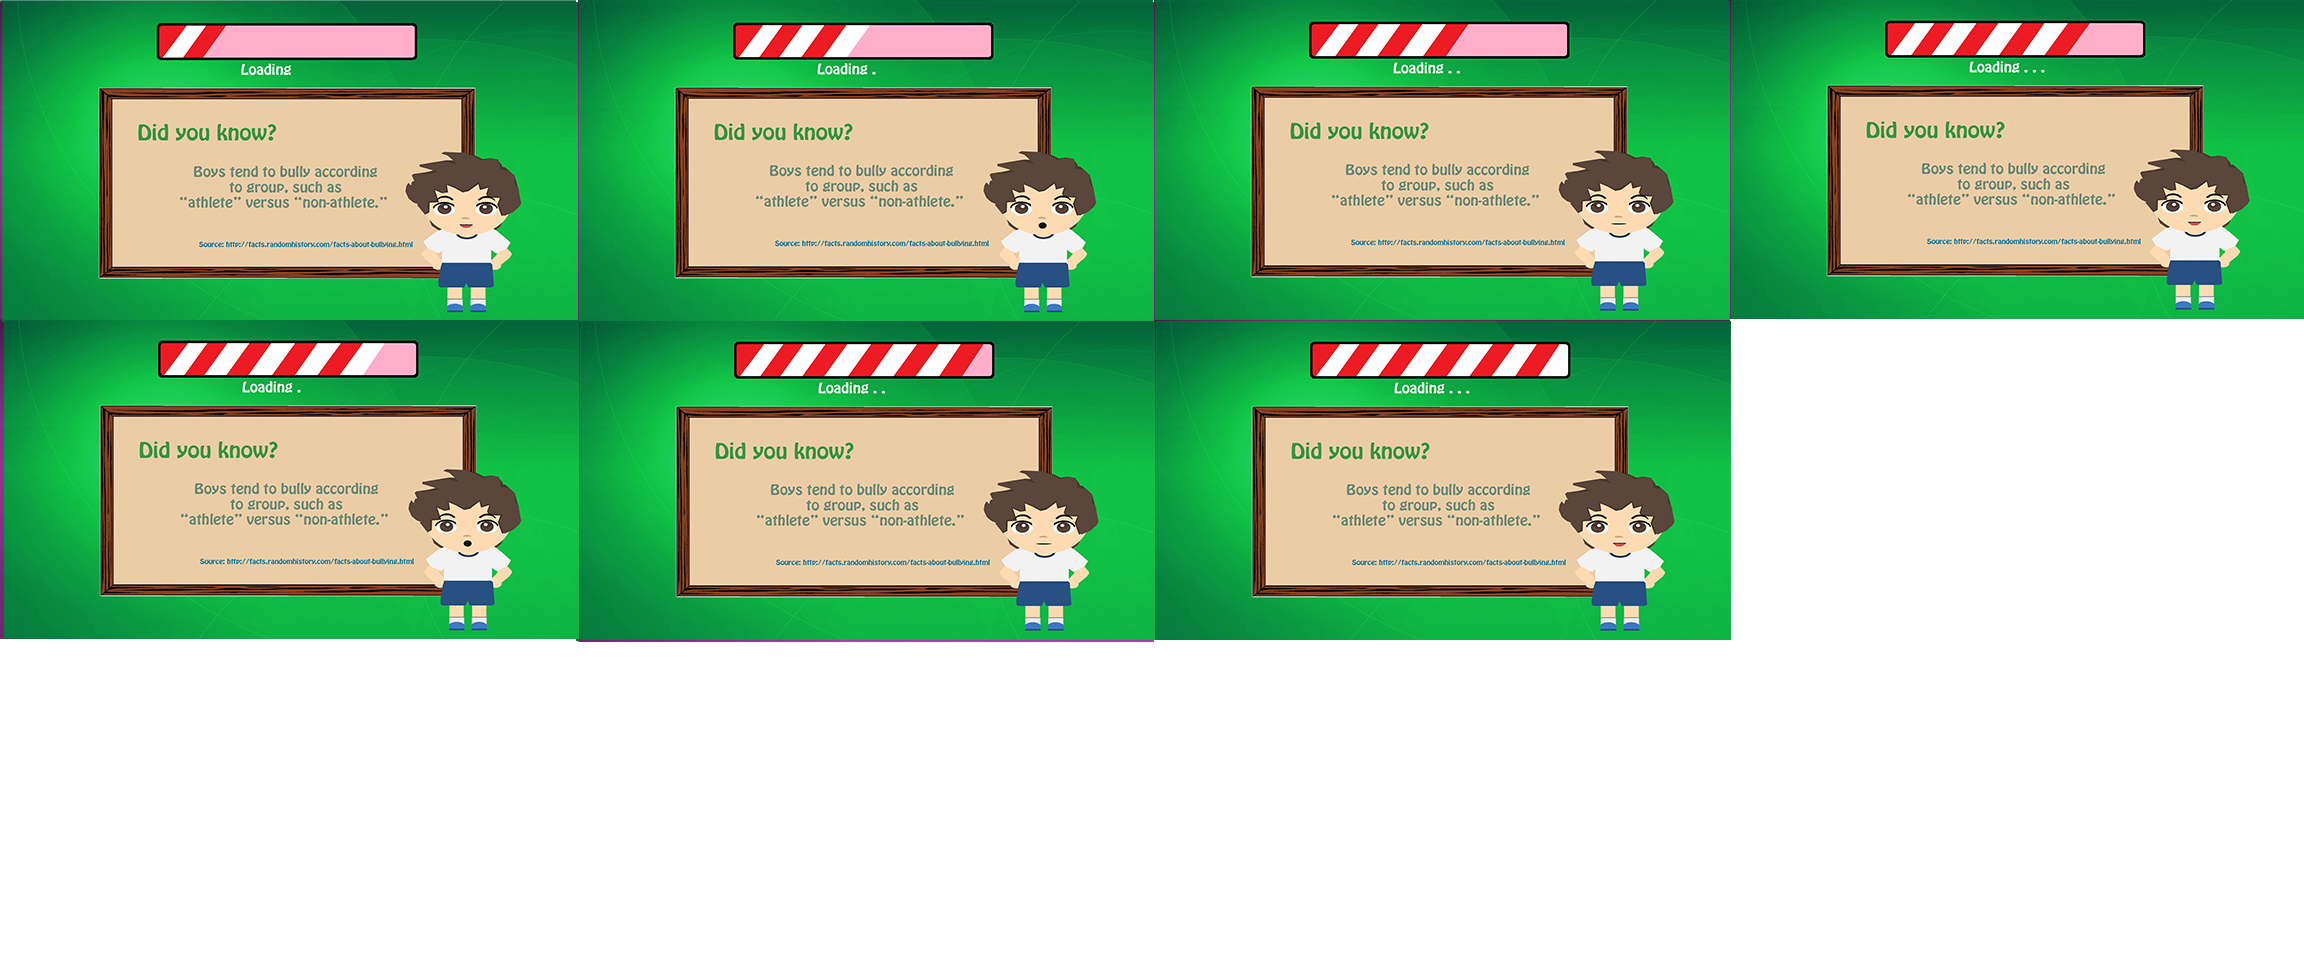 Loading
Did you know?
Boys tend to bully according
to group, such as
“athlete” versus “non-athlete.”
Source: http://facts.randomhistory.com/facts-about-bullying.html
Loading .
Did you know?
Boys tend to bully according
to group, such as
“athlete” versus “non-athlete.”
Source: http://facts.randomhistory.com/facts-about-bullying.html
Loading . .
Did you know?
Boys tend to bully according
to group, such as
“athlete” versus “non-athlete.”
Source: http://facts.randomhistory.com/facts-about-bullying.html
Loading . . .
Did you know?
Boys tend to bully according
to group, such as
“athlete” versus “non-athlete.”
Source: http://facts.randomhistory.com/facts-about-bullying.html
Loading .
Did you know?
Boys tend to bully according
to group, such as
“athlete” versus “non-athlete.”
Source: http://facts.randomhistory.com/facts-about-bullying.html
Loading . .
Did you know?
Boys tend to bully according
to group, such as
“athlete” versus “non-athlete.”
Source: http://facts.randomhistory.com/facts-about-bullying.html
Loading . . .
Did you know?
Boys tend to bully according
to group, such as
“athlete” versus “non-athlete.”
Source: http://facts.randomhistory.com/facts-about-bullying.html